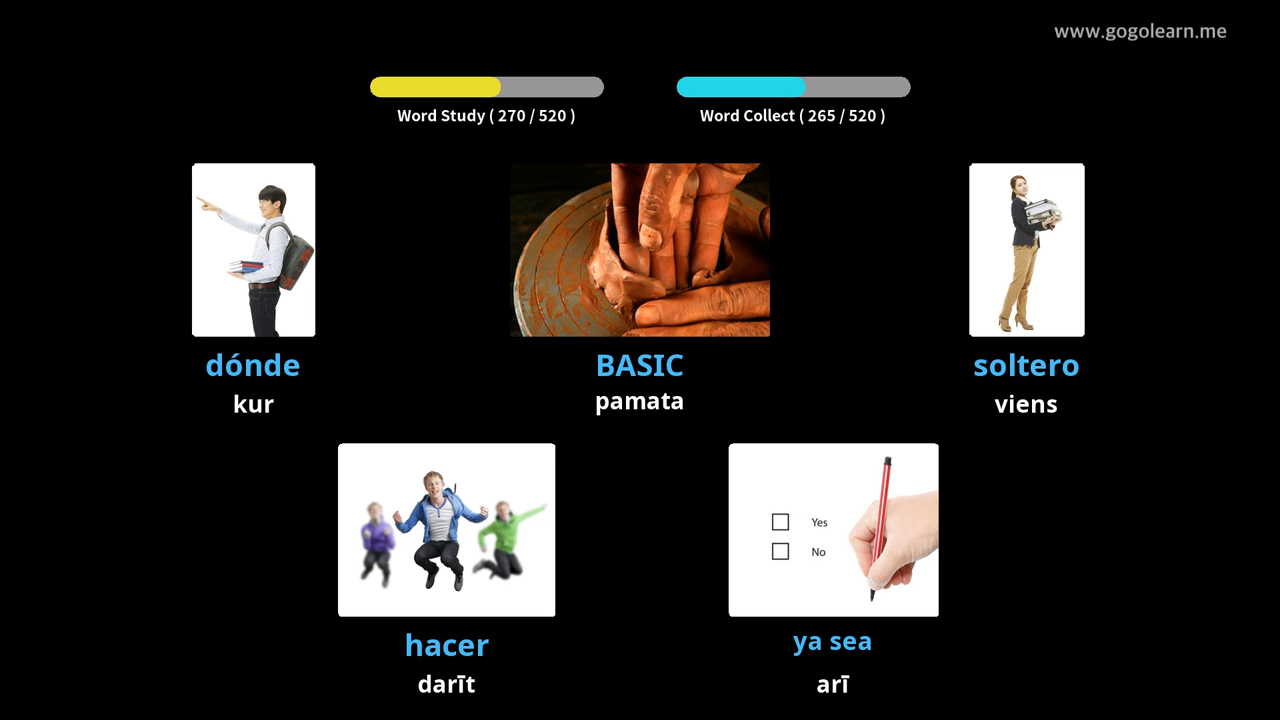 www.gogolearn.me
Word Study ( 270 / 520 )
Word Collect ( 265 / 520 )
dónde
kur
BASIC
pamata
soltero
viens
Yes
No
hacer
darīt
ya sea
arī